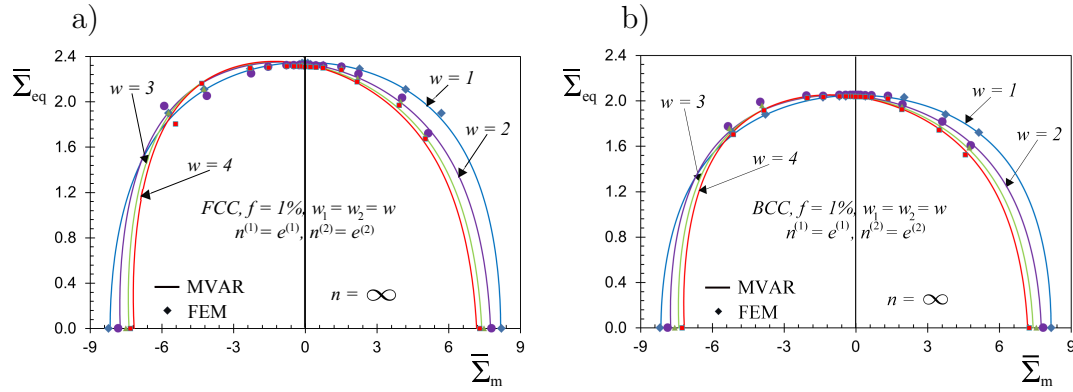 a)
Σ̅eq
2.4
2.0
1.6
1.2
0.8
0.4
0.0
-9 -6 -3 0 3 6 9
Σ̅m
w = 3
w = 4
w = 1
w = 2
FCC, f = 1%, w₁ = w₂ = w
n⁽¹⁾ = e⁽¹⁾, n⁽²⁾ = e⁽²⁾
MVAR
FEM
n = ∞
b)
Σ̅eq
2.4
2.0
1.6
1.2
0.8
0.4
0.0
-9 -6 -3 0 3 6 9
Σ̅m
w = 3
w = 4
w = 1
w = 2
BCC, f = 1%, w₁ = w₂ = w
n⁽¹⁾ = e⁽¹⁾, n⁽²⁾ = e⁽²⁾
MVAR
FEM
n = ∞